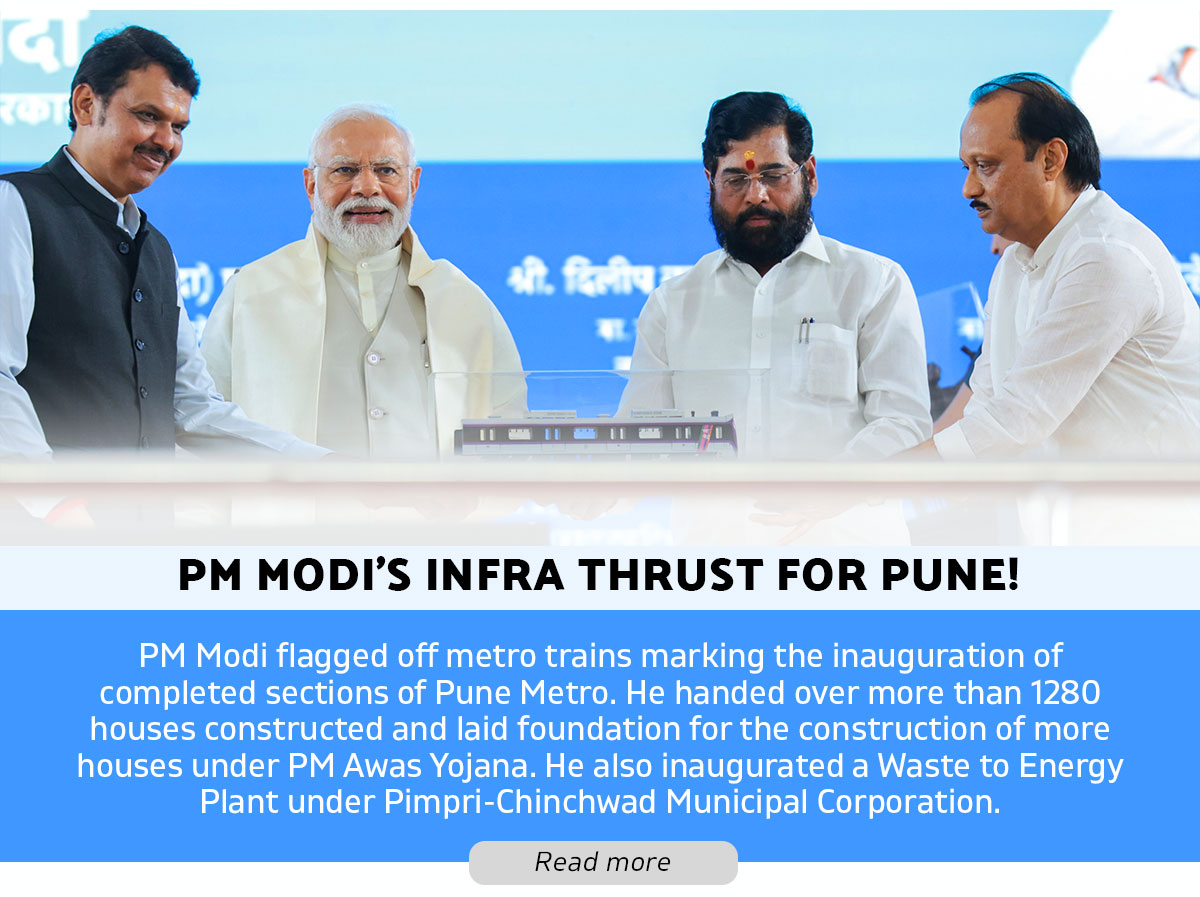 श्री. दिलीप
PM MODI’S INFRA THRUST FOR PUNE!
PM Modi flagged off metro trains marking the inauguration of
completed sections of Pune Metro. He handed over more than 1280
houses constructed and laid foundation for the construction of more
houses under PM Awas Yojana. He also inaugurated a Waste to Energy
Plant under Pimpri-Chinchwad Municipal Corporation.
Read more